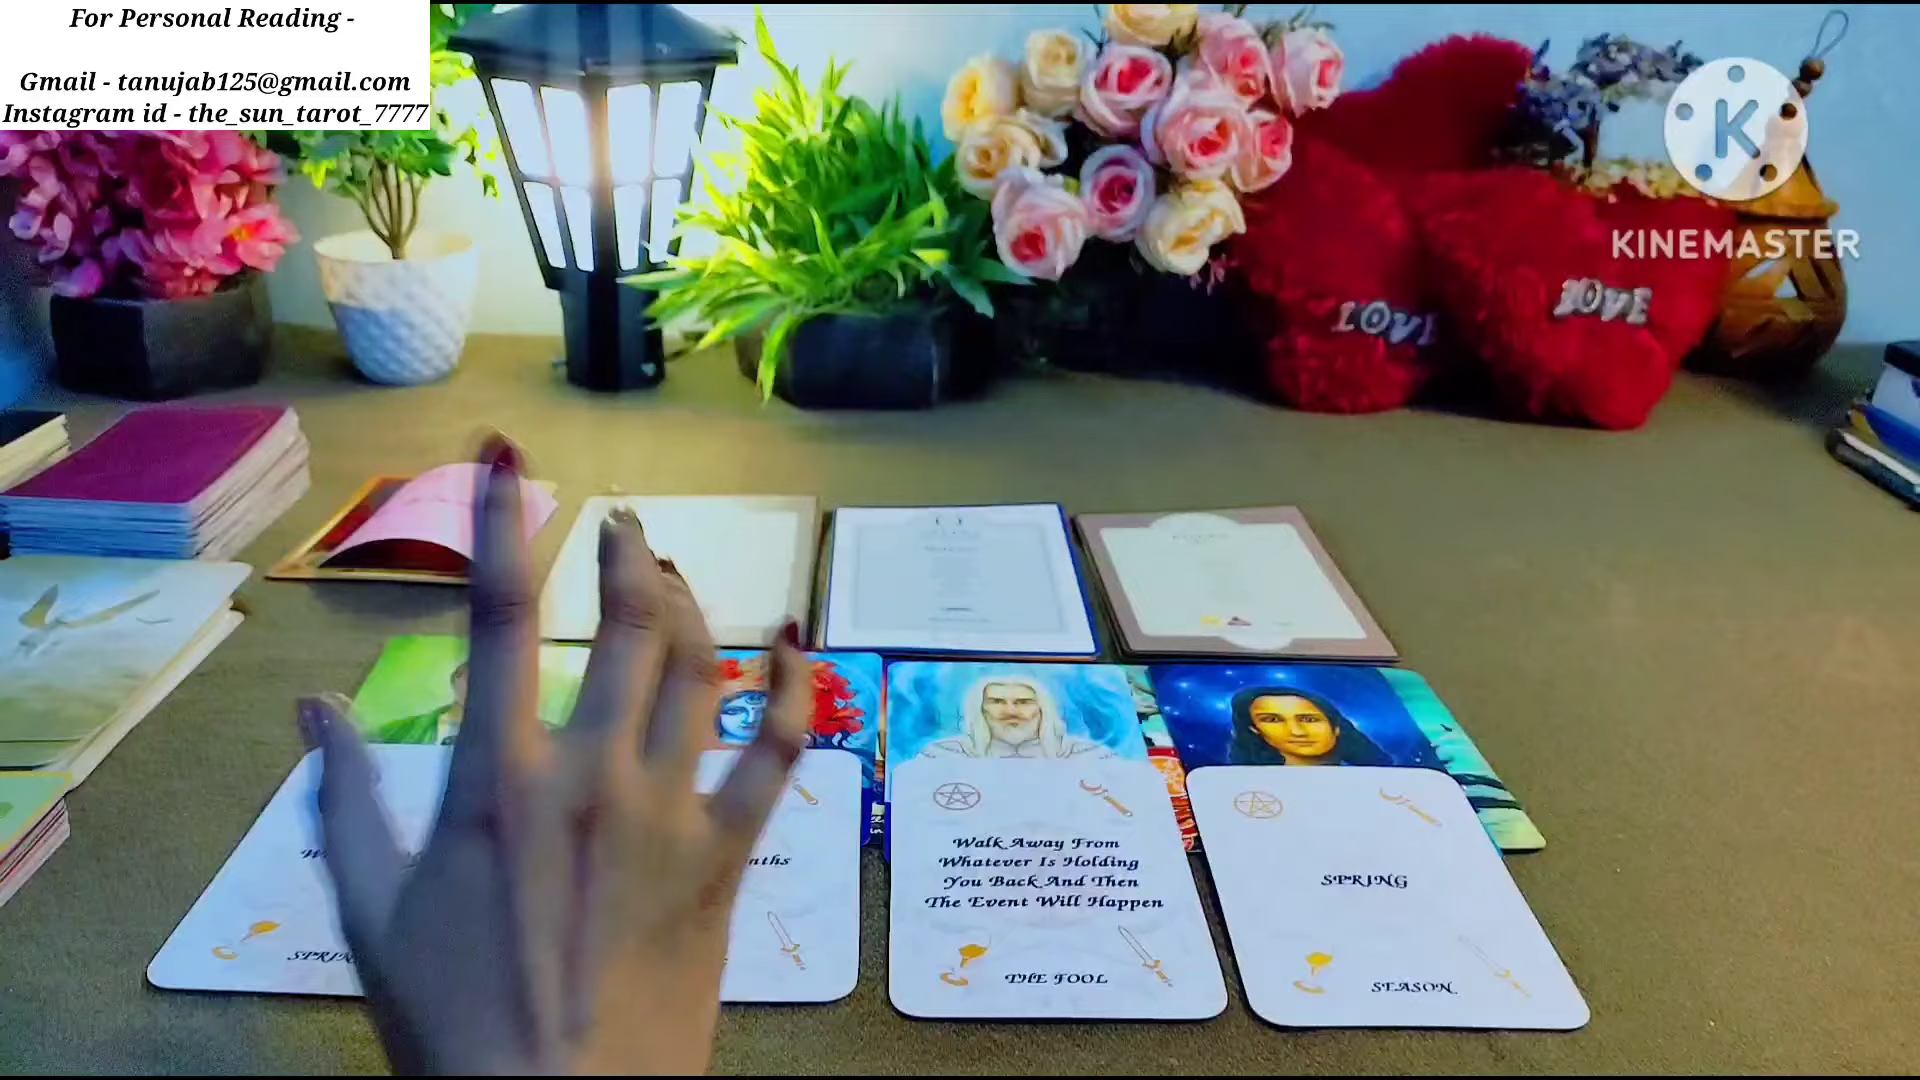 For Personal Reading -
Gmail - tanujab125@gmail.com
Instagram id - the_sun_tarot_7777
K
KINEMASTER
LOVE
LOVE
Walk Away From
Whatever Is Holding
You Back And Then
The Event Will Happen
THE FOOL
SPRING
SEASON